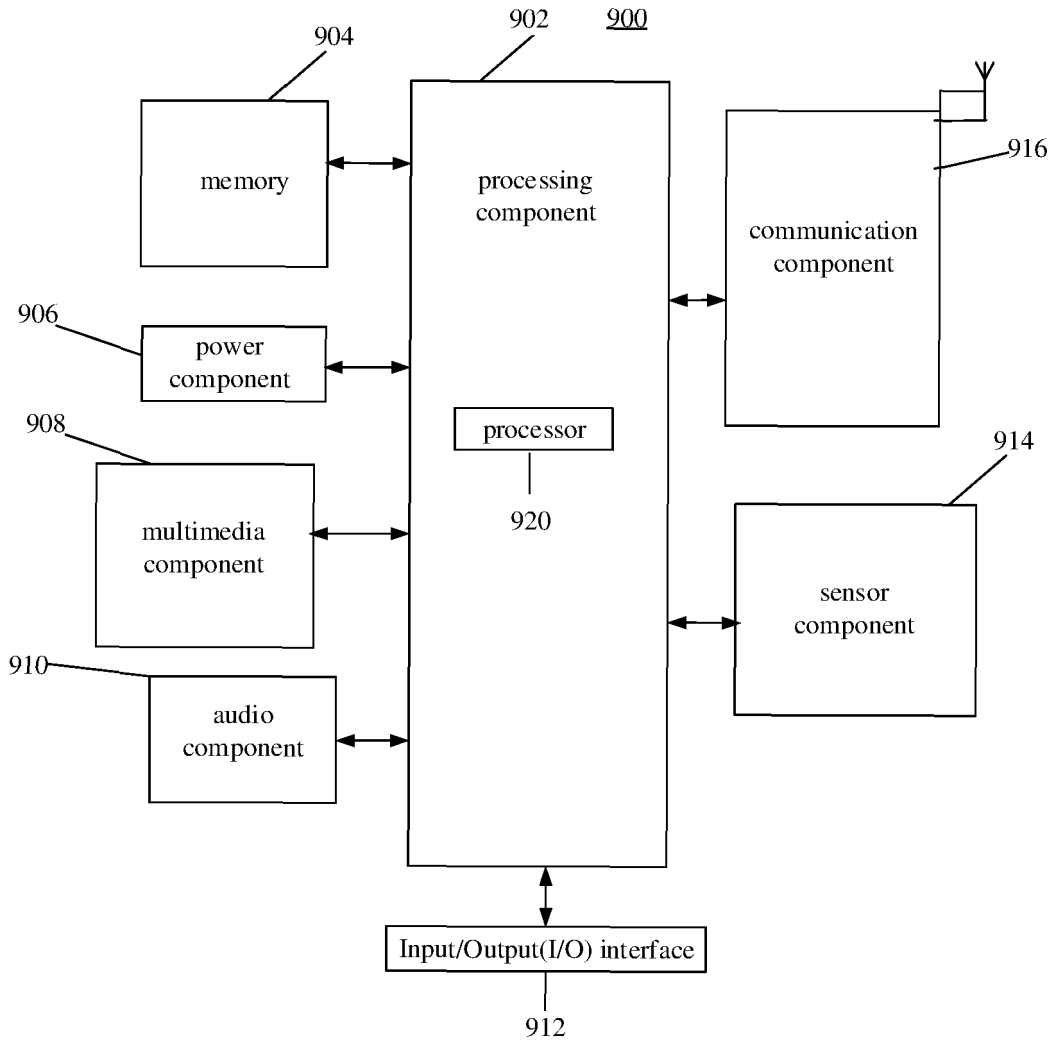 902
900
904
memory
processing
component
916
communication
component
906
power
component
908
processor
920
914
multimedia
component
sensor
component
910
audio
component
Input/Output(I/O) interface
912